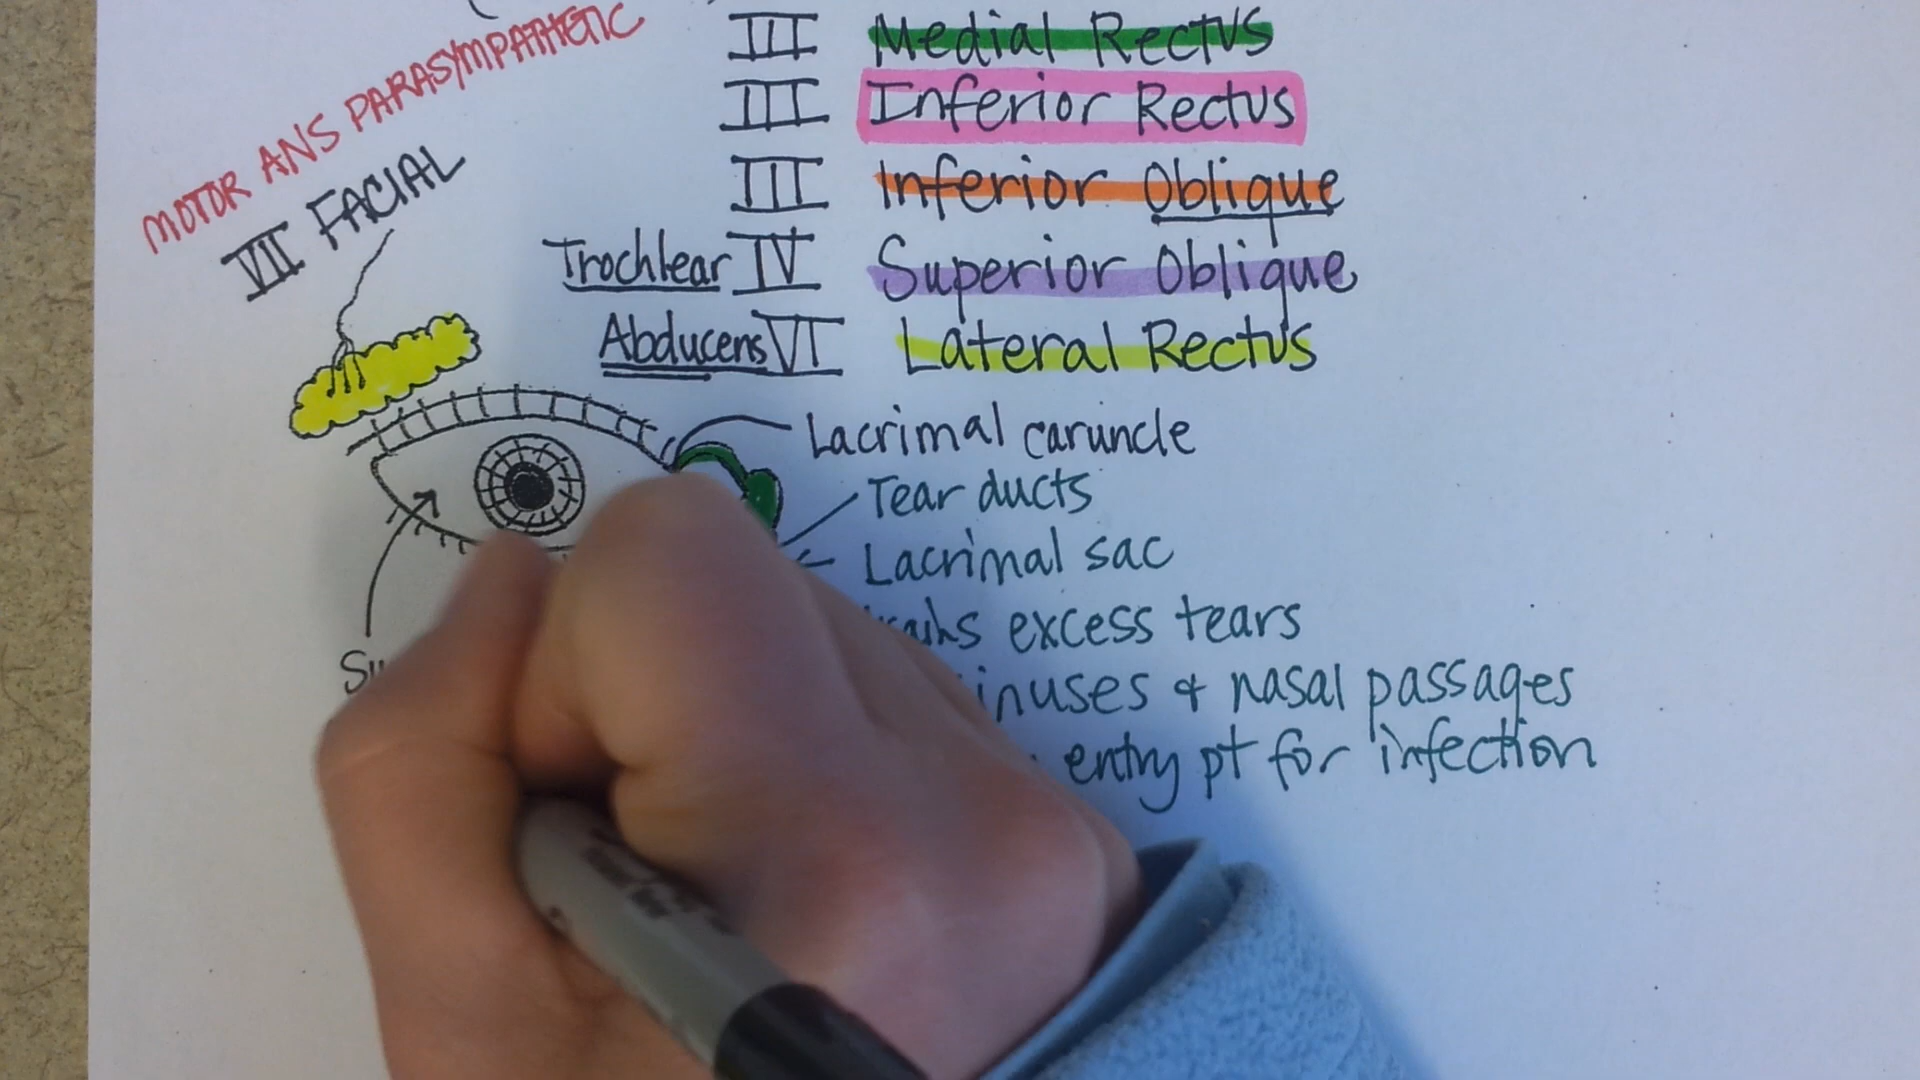 MOTOR ANS PARASYMPATHETIC
VII FACIAL
III Medial Rectus
III Inferior Rectus
III Inferior Oblique
Trochlear IV Superior Oblique
Abducens VI Lateral Rectus
Lacrimal caruncle
Tear ducts
Lacrimal sac
excess tears
& nasal passages
entry pt for infection